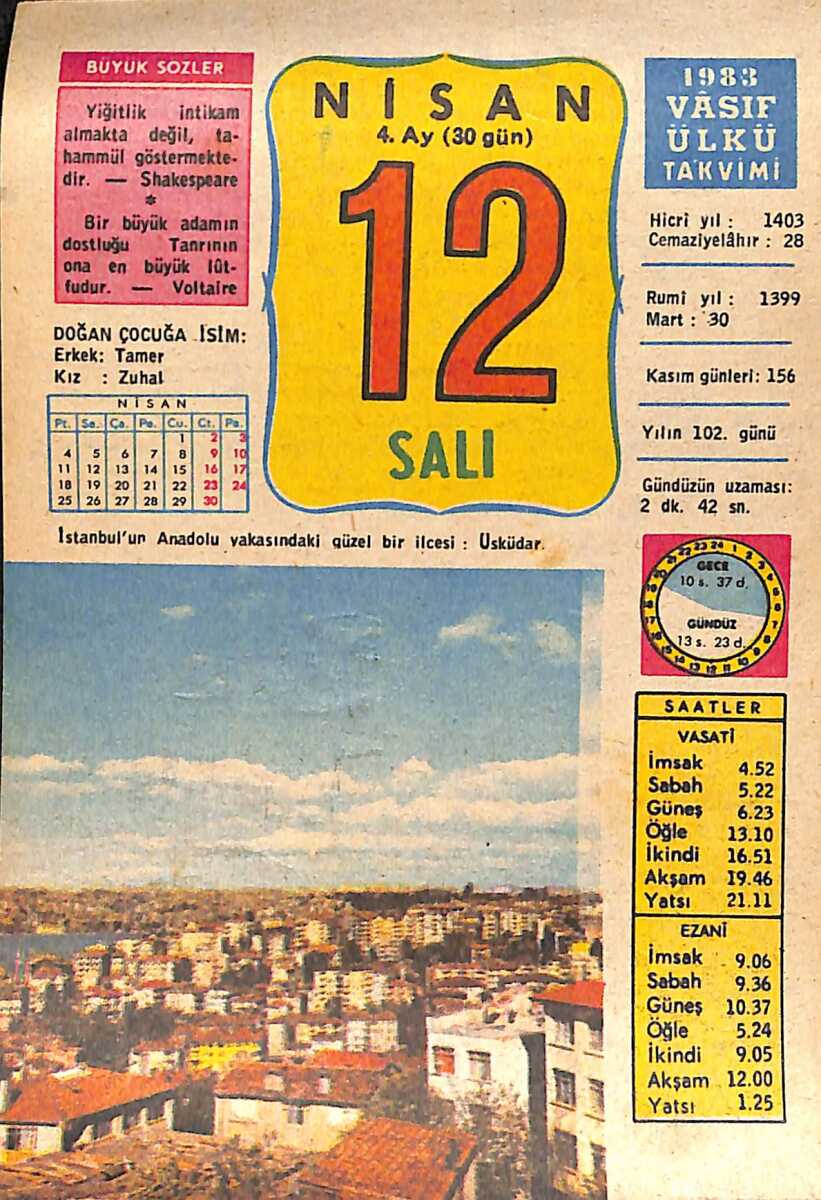 BÜYÜK SÖZLER
Yiğitlik intikam
almakta değil, ta-
hammül göstermekte-
dir. — Shakespeare
*
Bir büyük adamın
dostluğu Tanrının
ona en büyük lût-
fudur. — Voltaire
DOĞAN ÇOCUĞA İSİM:
Erkek: Tamer
Kız : Zuhal
NİSAN
Pt. Sa. Ça. Pe. Cu. Ct. Pa.
1 2 3
4 5 6 7 8 9 10
11 12 13 14 15 16 17
18 19 20 21 22 23 24
25 26 27 28 29 30
NİSAN
4. Ay (30 gün)
12
SALI
1983
VÂSIF
ÜLKÜ
TAKVİMİ
Hicrî yıl : 1403
Cemaziyelâhır : 28
Rumî yıl : 1399
Mart : 30
Kasım günleri: 156
Yılın 102. günü
Gündüzün uzaması:
2 dk. 42 sn.
İstanbul'un Anadolu yakasındaki güzel bir ilçesi : Üsküdar.
GECE
10 s. 37 d.
GÜNDÜZ
13 s. 23 d.
SAATLER
VASATÎ
İmsak 4.52
Sabah 5.22
Güneş 6.23
Öğle 13.10
İkindi 16.51
Akşam 19.46
Yatsı 21.11
EZANÎ
İmsak 9.06
Sabah 9.36
Güneş 10.37
Öğle 5.24
İkindi 9.05
Akşam 12.00
Yatsı 1.25